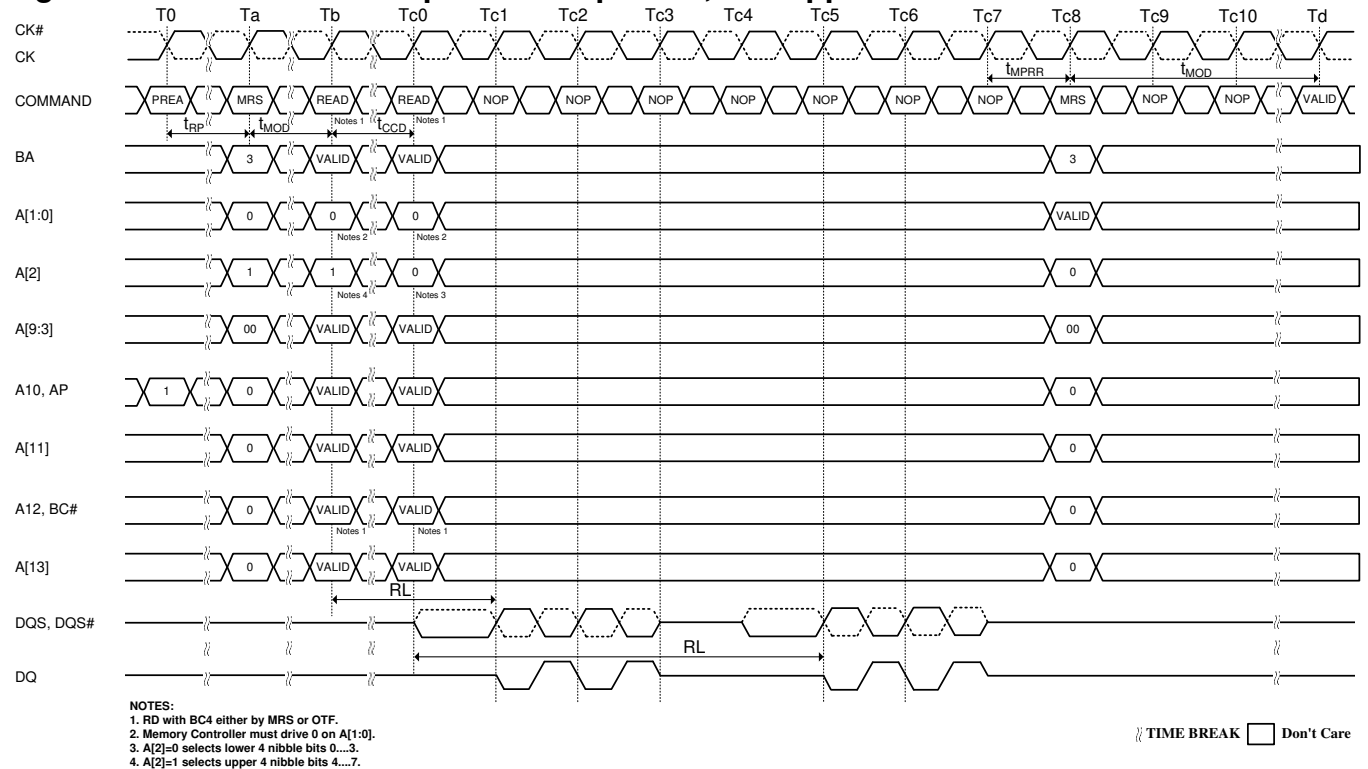 T0 Ta Tb Tc0 Tc1 Tc2 Tc3 Tc4 Tc5 Tc6 Tc7 Tc8 Tc9 Tc10 Td
CK#
CK
tMPRR tMOD
COMMAND PREA MRS READ READ NOP NOP NOP NOP NOP NOP NOP MRS NOP NOP VALID
Notes 1 Notes 1
tRP tMOD tCCD
BA 3 VALID VALID 3
A[1:0] 0 0 0 VALID
Notes 2 Notes 2
A[2] 1 1 0 0
Notes 4 Notes 3
A[9:3] 00 VALID VALID 00
A10, AP 1 0 VALID VALID 0
A[11] 0 VALID VALID 0
A12, BC# 0 VALID VALID 0
Notes 1 Notes 1
A[13] 0 VALID VALID 0
RL
DQS, DQS#
RL
DQ
NOTES:
1. RD with BC4 either by MRS or OTF.
2. Memory Controller must drive 0 on A[1:0].
3. A[2]=0 selects lower 4 nibble bits 0....3.
4. A[2]=1 selects upper 4 nibble bits 4....7.
TIME BREAK Don't Care